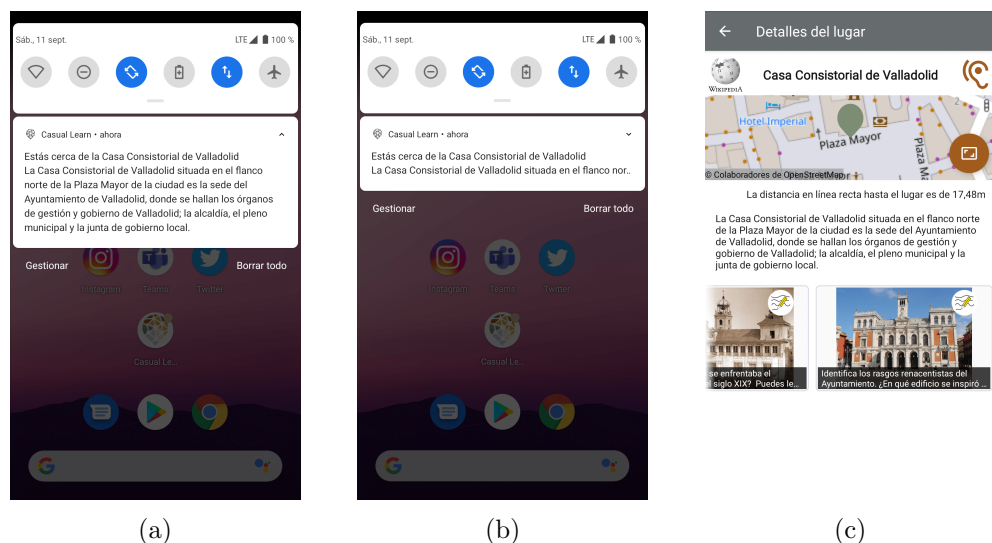 Sáb., 11 sept.
LTE 100 %
Casual Learn • ahora
Estás cerca de la Casa Consistorial de Valladolid
La Casa Consistorial de Valladolid situada en el flanco
norte de la Plaza Mayor de la ciudad es la sede del
Ayuntamiento de Valladolid, donde se hallan los órganos
de gestión y gobierno de Valladolid; la alcaldía, el pleno
municipal y la junta de gobierno local.
Gestionar
Borrar todo
Instagram
Teams
Twitter
Casual Le...
(a)
Sáb., 11 sept.
LTE 100 %
Casual Learn • ahora
Estás cerca de la Casa Consistorial de Valladolid
La Casa Consistorial de Valladolid situada en el flanco nor..
Gestionar
Borrar todo
Instagram
Teams
Twitter
Casual Le...
(b)
Detalles del lugar
WIKIPEDIA
Casa Consistorial de Valladolid
2
Hotel Imperial
Plaza Mayor
Plaza M
© Colaboradores de OpenStreetMap
La distancia en línea recta hasta el lugar es de 17,48m
La Casa Consistorial de Valladolid situada en el flanco norte
de la Plaza Mayor de la ciudad es la sede del Ayuntamiento
de Valladolid, donde se hallan los órganos de gestión y
gobierno de Valladolid; la alcaldía, el pleno municipal y la
junta de gobierno local.
se enfrentaba el
l siglo XIX? Puedes le...
Identifica los rasgos renacentistas del
Ayuntamiento. ¿En qué edificio se inspiró ...
(c)